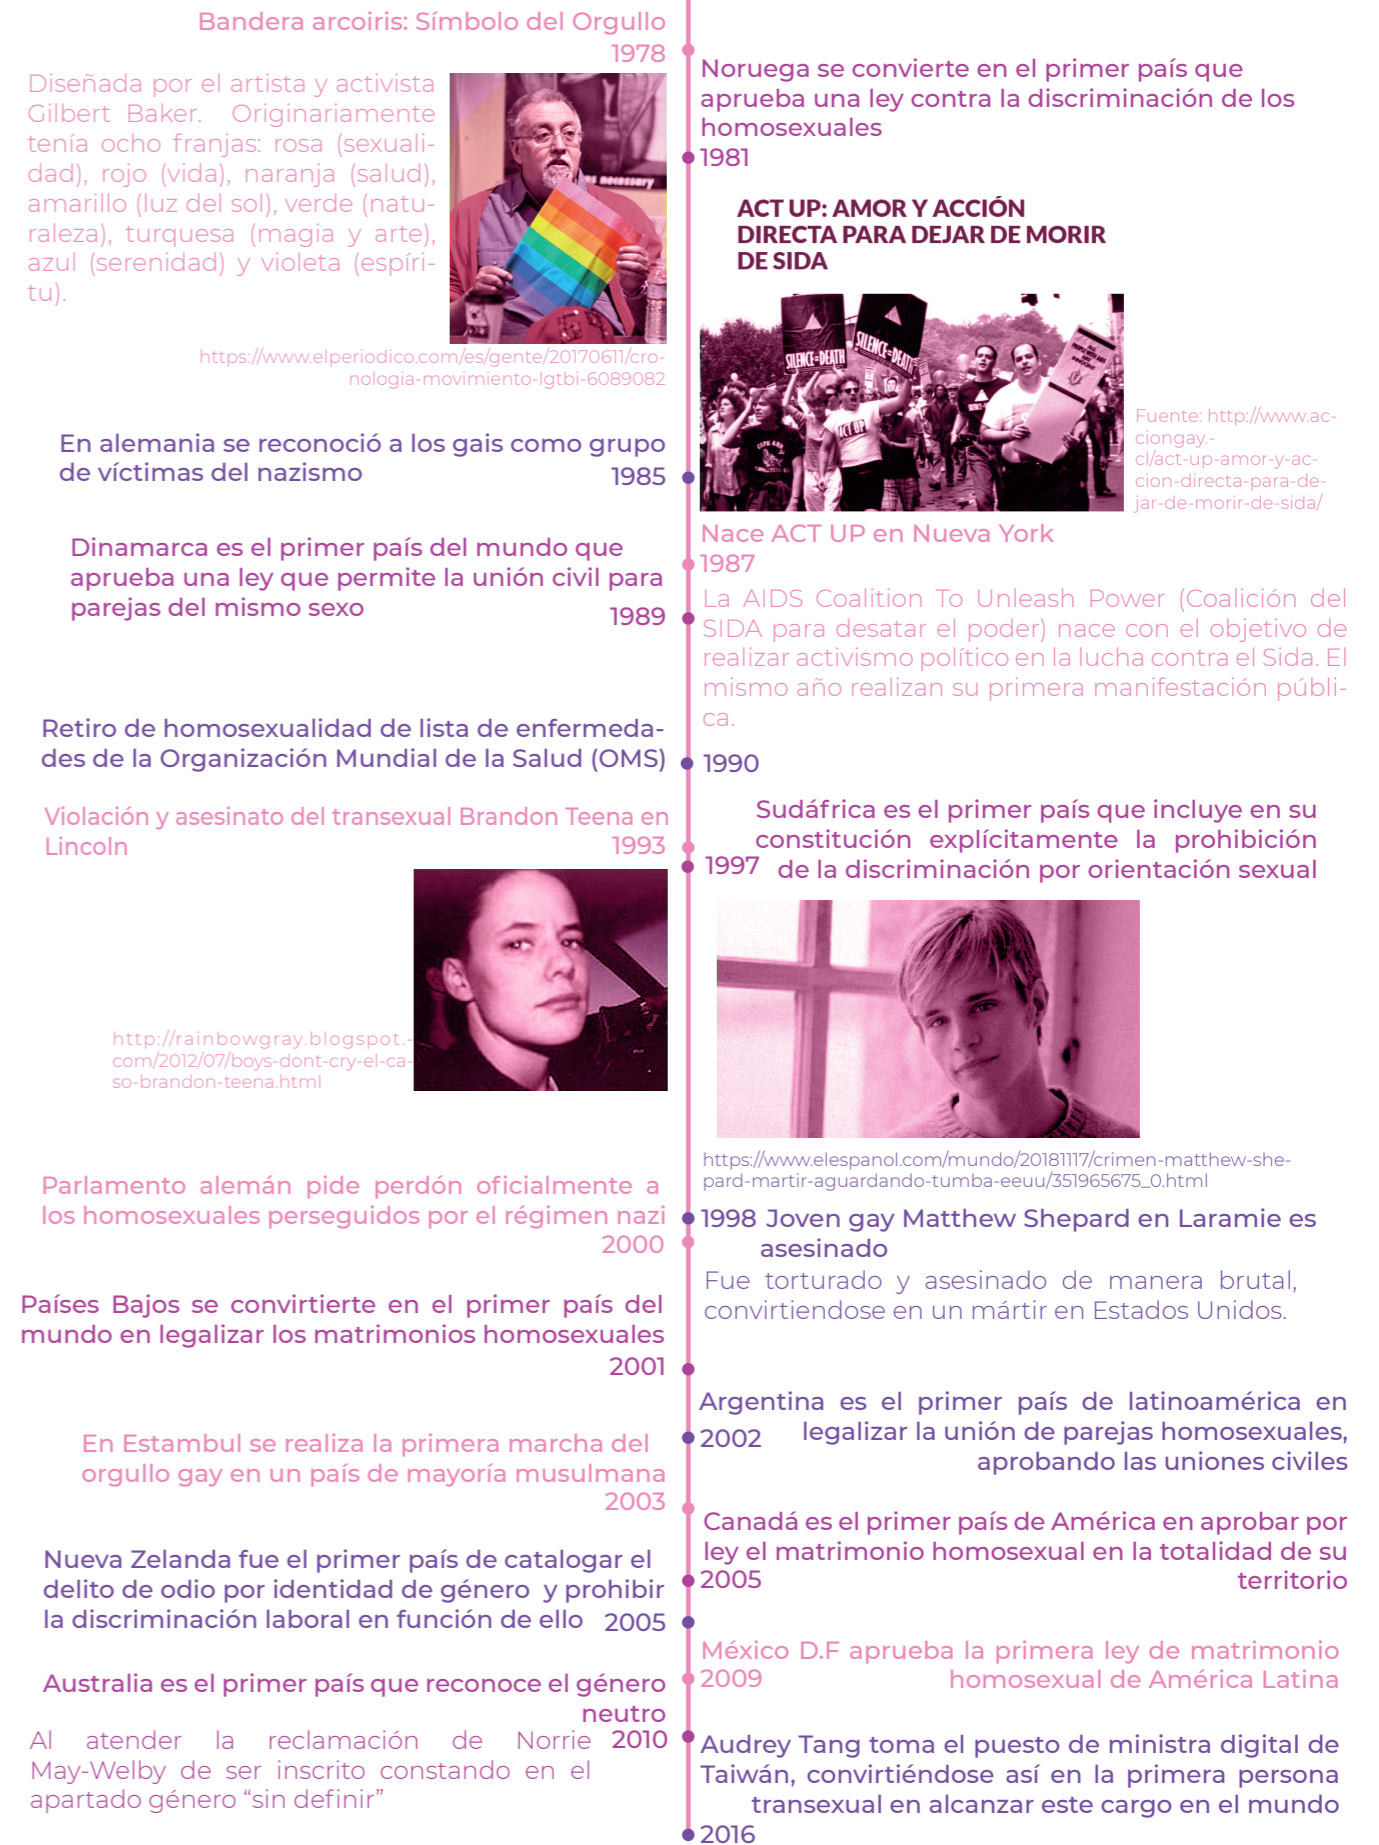 Bandera arcoiris: Símbolo del Orgullo
1978
Diseñada por el artista y activista
Gilbert Baker. Originariamente
tenía ocho franjas: rosa (sexuali-
dad), rojo (vida), naranja (salud),
amarillo (luz del sol), verde (natu-
raleza), turquesa (magia y arte),
azul (serenidad) y violeta (espíri-
tu).
https://www.elperiodico.com/es/gente/20170611/cro-
nologia-movimiento-lgtbi-6089082
Noruega se convierte en el primer país que
aprueba una ley contra la discriminación de los
homosexuales
1981
ACT UP: AMOR Y ACCIÓN
DIRECTA PARA DEJAR DE MORIR
DE SIDA
SILENCE=DEATH
SILENCE=DEATH
ACT UP!
Fuente: http://www.ac-
ciongay.-
cl/act-up-amor-y-ac-
cion-directa-para-de-
jar-de-morir-de-sida/
En alemania se reconoció a los gais como grupo
de víctimas del nazismo
1985
Nace ACT UP en Nueva York
1987
La AIDS Coalition To Unleash Power (Coalición del
SIDA para desatar el poder) nace con el objetivo de
realizar activismo político en la lucha contra el Sida. El
mismo año realizan su primera manifestación públi-
ca.
Dinamarca es el primer país del mundo que
aprueba una ley que permite la unión civil para
parejas del mismo sexo
1989
Retiro de homosexualidad de lista de enfermeda-
des de la Organización Mundial de la Salud (OMS)
1990
Violación y asesinato del transexual Brandon Teena en
Lincoln
1993
http://rainbowgray.blogspot.-
com/2012/07/boys-dont-cry-el-ca-
so-brandon-teena.html
Sudáfrica es el primer país que incluye en su
constitución explícitamente la prohibición
1997 de la discriminación por orientación sexual
https://www.elespanol.com/mundo/20181117/crimen-matthew-she-
pard-martir-aguardando-tumba-eeuu/351965675_0.html
1998 Joven gay Matthew Shepard en Laramie es
asesinado
Fue torturado y asesinado de manera brutal,
convirtiendose en un mártir en Estados Unidos.
Parlamento alemán pide perdón oficialmente a
los homosexuales perseguidos por el régimen nazi
2000
Países Bajos se convirtierte en el primer país del
mundo en legalizar los matrimonios homosexuales
2001
Argentina es el primer país de latinoamérica en
2002 legalizar la unión de parejas homosexuales,
aprobando las uniones civiles
En Estambul se realiza la primera marcha del
orgullo gay en un país de mayoría musulmana
2003
Canadá es el primer país de América en aprobar por
ley el matrimonio homosexual en la totalidad de su
2005 territorio
Nueva Zelanda fue el primer país de catalogar el
delito de odio por identidad de género y prohibir
la discriminación laboral en función de ello 2005
México D.F aprueba la primera ley de matrimonio
2009 homosexual de América Latina
Australia es el primer país que reconoce el género
neutro
2010
Al atender la reclamación de Norrie
May-Welby de ser inscrito constando en el
apartado género “sin definir”
Audrey Tang toma el puesto de ministra digital de
Taiwán, convirtiéndose así en la primera persona
transexual en alcanzar este cargo en el mundo
2016